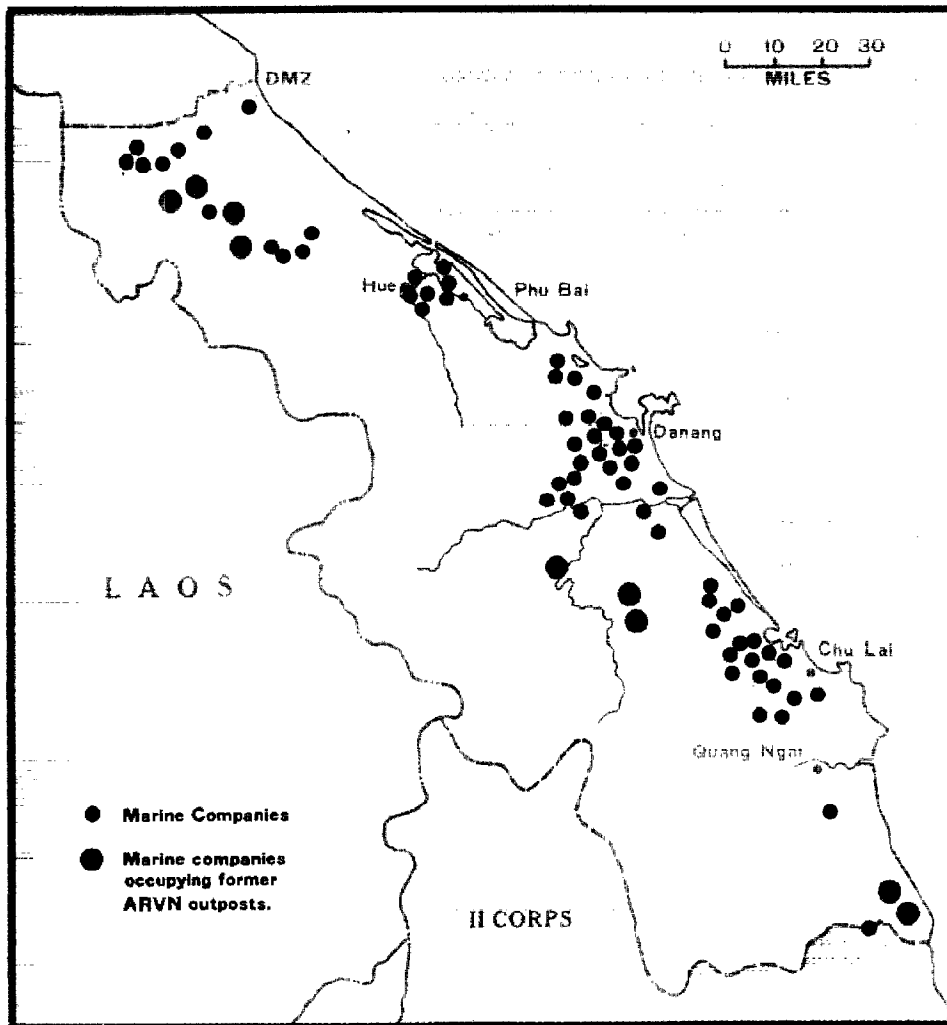 0 10 20 30
MILES
DMZ
Hue
Phu Bai
Danang
LAOS
Chu Lai
Quang Ngai
Marine Companies
Marine companies
occupying former
ARVN outposts.
II CORPS